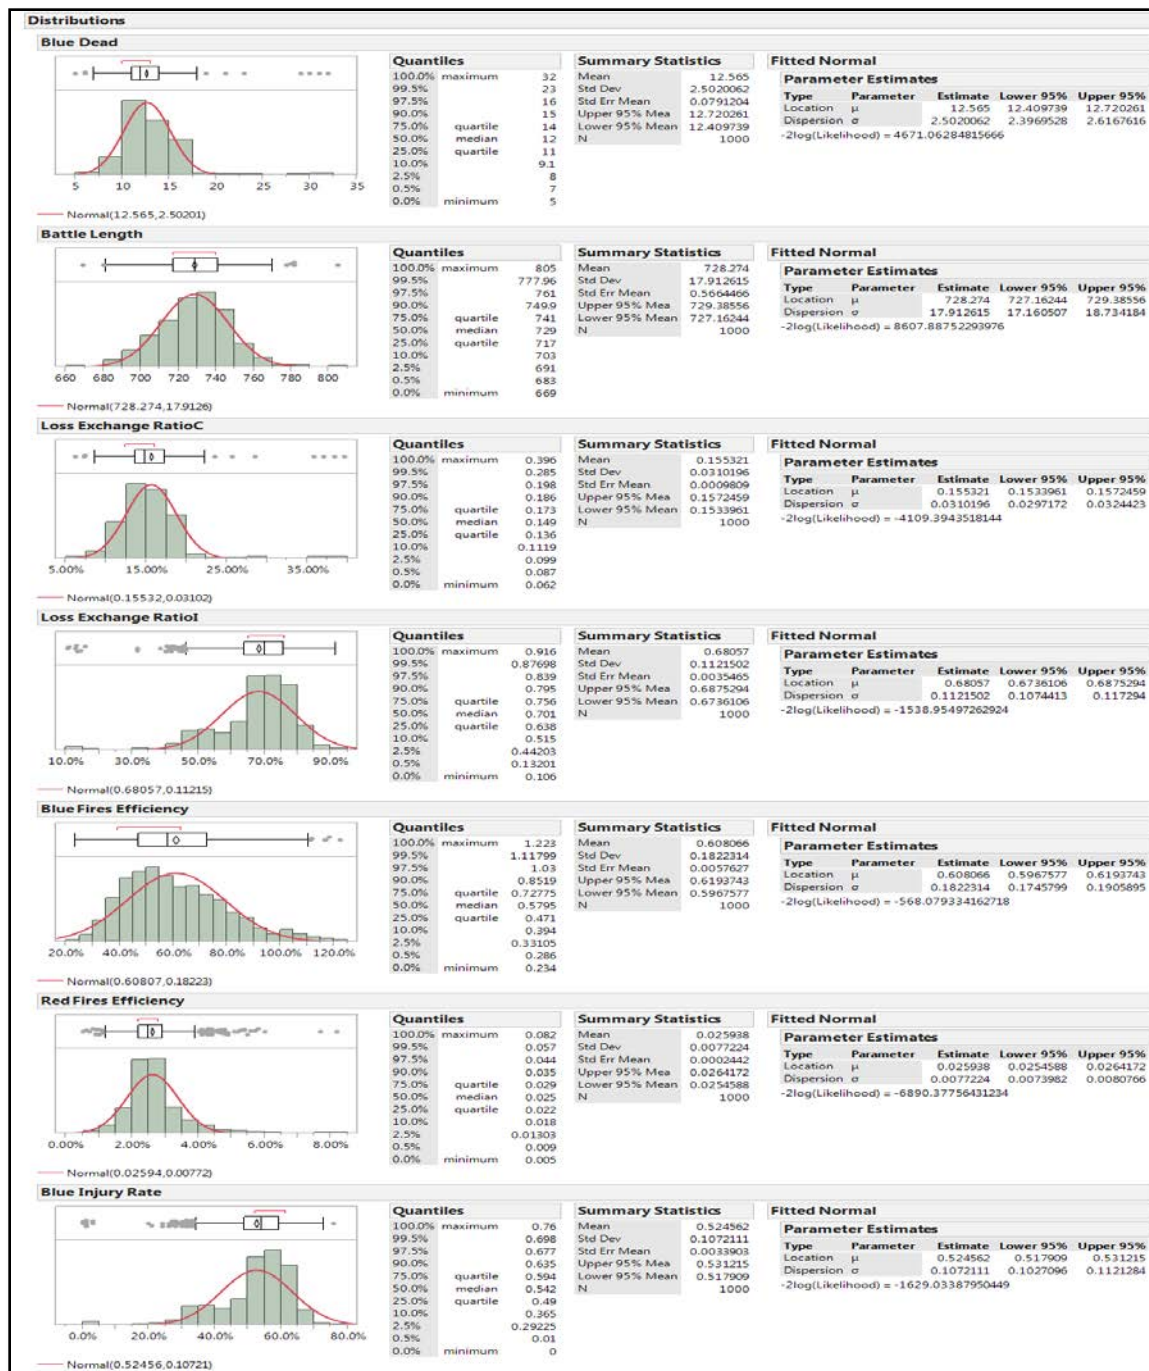 Distributions
Blue Dead
5 10 15 20 25 30 35
Normal(12.565,2.50201)
Quantiles
100.0% maximum 32
99.5% 23
97.5% 16
90.0% 15
75.0% quartile 14
50.0% median 12
25.0% quartile 11
10.0% 9.1
2.5% 8
0.5% 7
0.0% minimum 5
Summary Statistics
Mean 12.565
Std Dev 2.5020062
Std Err Mean 0.0791204
Upper 95% Mea 12.720261
Lower 95% Mean 12.409739
N 1000
Fitted Normal
Parameter Estimates
Type Parameter Estimate Lower 95% Upper 95%
Location μ 12.565 12.409739 12.720261
Dispersion σ 2.5020062 2.3969528 2.6167616
-2log(Likelihood) = 4671.06284815666
Battle Length
660 680 700 720 740 760 780 800
Normal(728.274,17.9126)
Quantiles
100.0% maximum 805
99.5% 777.96
97.5% 761
90.0% 749.9
75.0% quartile 741
50.0% median 729
25.0% quartile 717
10.0% 703
2.5% 691
0.5% 683
0.0% minimum 669
Summary Statistics
Mean 728.274
Std Dev 17.912615
Std Err Mean 0.5664466
Upper 95% Mea 729.38556
Lower 95% Mean 727.16244
N 1000
Fitted Normal
Parameter Estimates
Type Parameter Estimate Lower 95% Upper 95%
Location μ 728.274 727.16244 729.38556
Dispersion σ 17.912615 17.160507 18.734184
-2log(Likelihood) = 8607.88752293976
Loss Exchange RatioC
5.00% 15.00% 25.00% 35.00%
Normal(0.15532,0.03102)
Quantiles
100.0% maximum 0.396
99.5% 0.285
97.5% 0.198
90.0% 0.186
75.0% quartile 0.173
50.0% median 0.149
25.0% quartile 0.136
10.0% 0.1119
2.5% 0.099
0.5% 0.087
0.0% minimum 0.062
Summary Statistics
Mean 0.155321
Std Dev 0.0310196
Std Err Mean 0.0009809
Upper 95% Mea 0.1572459
Lower 95% Mean 0.1533961
N 1000
Fitted Normal
Parameter Estimates
Type Parameter Estimate Lower 95% Upper 95%
Location μ 0.155321 0.1533961 0.1572459
Dispersion σ 0.0310196 0.0297172 0.0324423
-2log(Likelihood) = -4109.3943518144
Loss Exchange RatioI
10.0% 30.0% 50.0% 70.0% 90.0%
Normal(0.68057,0.11215)
Quantiles
100.0% maximum 0.916
99.5% 0.87698
97.5% 0.839
90.0% 0.795
75.0% quartile 0.756
50.0% median 0.701
25.0% quartile 0.638
10.0% 0.515
2.5% 0.44203
0.5% 0.13201
0.0% minimum 0.106
Summary Statistics
Mean 0.68057
Std Dev 0.1121502
Std Err Mean 0.0035465
Upper 95% Mea 0.6875294
Lower 95% Mean 0.6736106
N 1000
Fitted Normal
Parameter Estimates
Type Parameter Estimate Lower 95% Upper 95%
Location μ 0.68057 0.6736106 0.6875294
Dispersion σ 0.1121502 0.1074413 0.117294
-2log(Likelihood) = -1538.95497262924
Blue Fires Efficiency
20.0% 40.0% 60.0% 80.0% 100.0% 120.0%
Normal(0.60807,0.18223)
Quantiles
100.0% maximum 1.223
99.5% 1.11799
97.5% 1.03
90.0% 0.8519
75.0% quartile 0.72775
50.0% median 0.5795
25.0% quartile 0.471
10.0% 0.394
2.5% 0.33105
0.5% 0.286
0.0% minimum 0.234
Summary Statistics
Mean 0.608066
Std Dev 0.1822314
Std Err Mean 0.0057627
Upper 95% Mea 0.6193743
Lower 95% Mean 0.5967577
N 1000
Fitted Normal
Parameter Estimates
Type Parameter Estimate Lower 95% Upper 95%
Location μ 0.608066 0.5967577 0.6193743
Dispersion σ 0.1822314 0.1745799 0.1905895
-2log(Likelihood) = -568.079334162718
Red Fires Efficiency
0.00% 2.00% 4.00% 6.00% 8.00%
Normal(0.02594,0.00772)
Quantiles
100.0% maximum 0.082
99.5% 0.057
97.5% 0.044
90.0% 0.035
75.0% quartile 0.029
50.0% median 0.025
25.0% quartile 0.022
10.0% 0.018
2.5% 0.01303
0.5% 0.009
0.0% minimum 0.005
Summary Statistics
Mean 0.025938
Std Dev 0.0077224
Std Err Mean 0.0002442
Upper 95% Mea 0.0264172
Lower 95% Mean 0.0254588
N 1000
Fitted Normal
Parameter Estimates
Type Parameter Estimate Lower 95% Upper 95%
Location μ 0.025938 0.0254588 0.0264172
Dispersion σ 0.0077224 0.0073982 0.0080766
-2log(Likelihood) = -6890.37756431234
Blue Injury Rate
0.0% 20.0% 40.0% 60.0% 80.0%
Normal(0.52456,0.10721)
Quantiles
100.0% maximum 0.76
99.5% 0.698
97.5% 0.677
90.0% 0.635
75.0% quartile 0.594
50.0% median 0.542
25.0% quartile 0.49
10.0% 0.365
2.5% 0.29225
0.5% 0.01
0.0% minimum 0
Summary Statistics
Mean 0.524562
Std Dev 0.1072111
Std Err Mean 0.0033903
Upper 95% Mea 0.531215
Lower 95% Mean 0.517909
N 1000
Fitted Normal
Parameter Estimates
Type Parameter Estimate Lower 95% Upper 95%
Location μ 0.524562 0.517909 0.531215
Dispersion σ 0.1072111 0.1027096 0.1121284
-2log(Likelihood) = -1629.03387950449